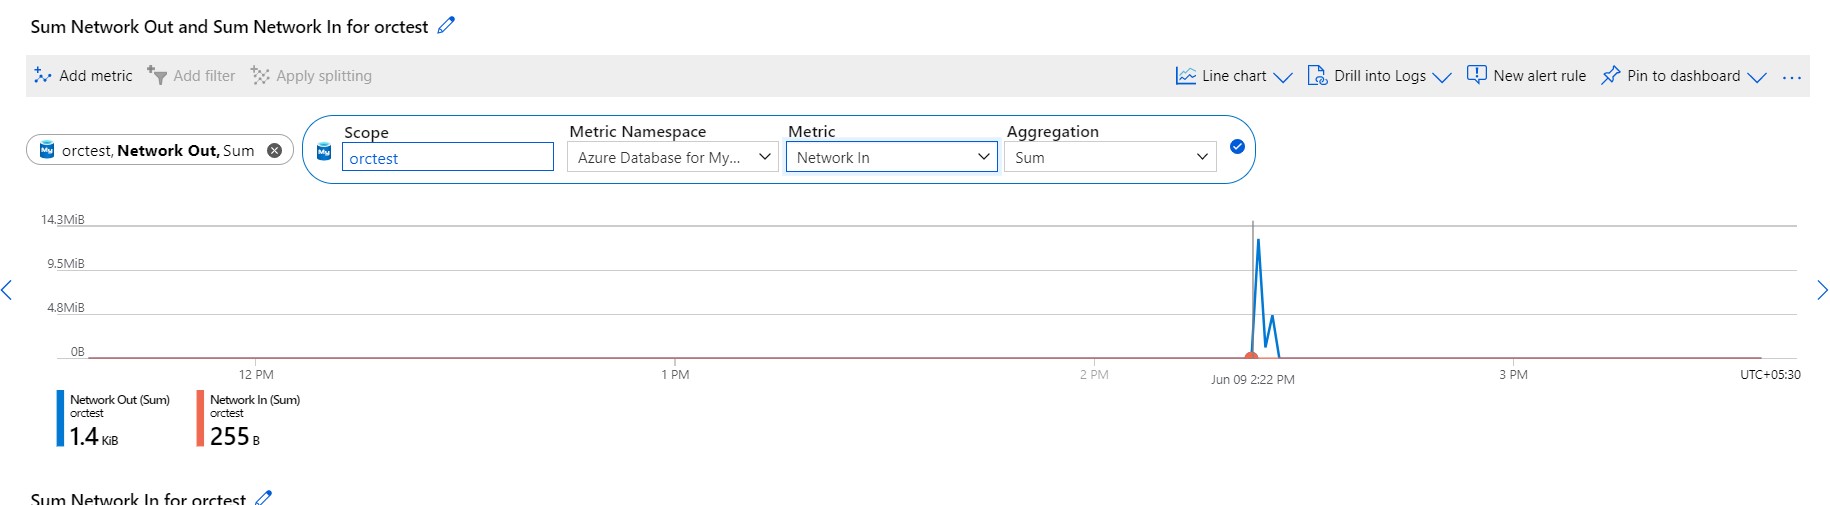 Sum Network Out and Sum Network In for orctest
Add metric Add filter Apply splitting Line chart Drill into Logs New alert rule Pin to dashboard ...
orctest, Network Out, Sum
Scope Metric Namespace Metric Aggregation
My orctest Azure Database for My... Network In Sum
14.3MiB
9.5MiB
4.8MiB
0B
12 PM 1 PM 2 PM Jun 09 2:22 PM 3 PM UTC+05:30
Network Out (Sum) Network In (Sum)
orctest orctest
1.4 KiB 255 B
Sum Network In for orctest